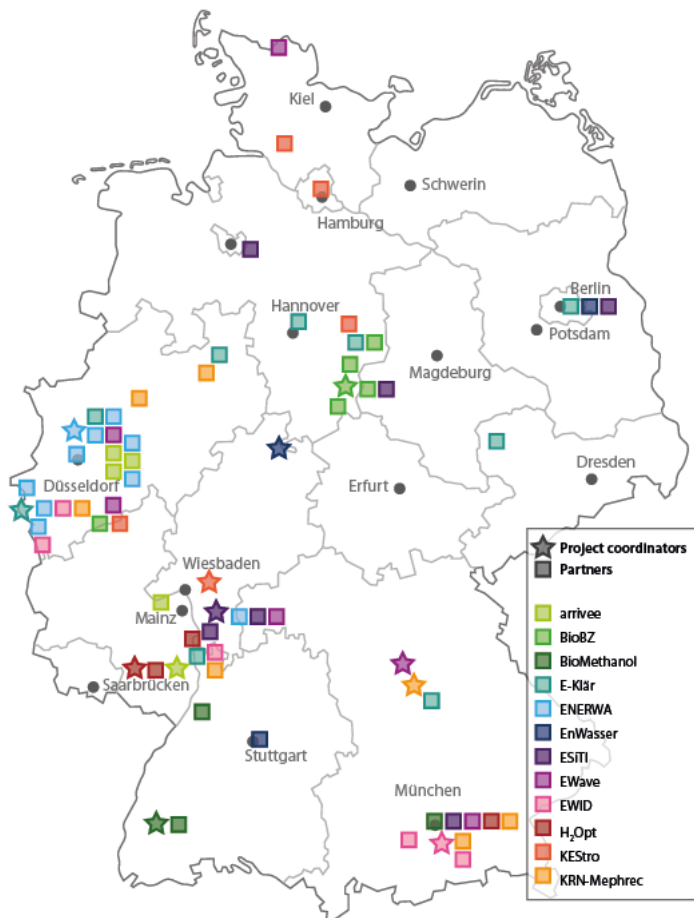 Kiel
Schwerin
Hamburg
Berlin
Hannover
Potsdam
Magdeburg
Düsseldorf
Erfurt
Dresden
Wiesbaden
Mainz
Saarbrücken
Stuttgart
München
Project coordinators
Partners
arrivee
BioBZ
BioMethanol
E-Klär
ENERWA
EnWasser
ESiTI
EWave
EWID
H₂Opt
KEStro
KRN-Mephrec